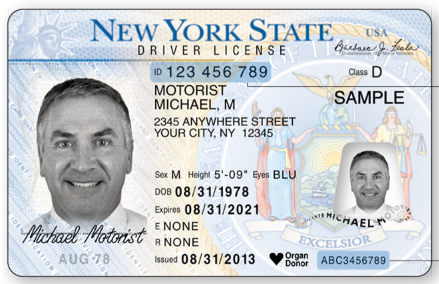 NEW YORK STATE USA
DRIVER LICENSE
ID 123 456 789 Class D
MOTORIST
MICHAEL, M
SAMPLE
2345 ANYWHERE STREET
YOUR CITY, NY 12345
Sex M Height 5'-09" Eyes BLU
DOB 08/31/1978
Expires 08/31/2021
E NONE
R NONE
Issued 08/31/2013
Organ
Donor
ABC3456789
Michael Motorist
AUG 78
MICHAEL M
EXCELSIOR